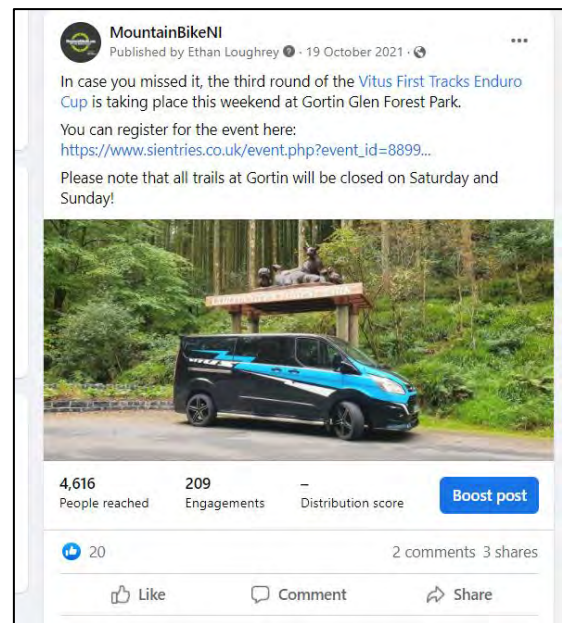 MountainBikeNI
Published by Ethan Loughrey · 19 October 2021 ·
In case you missed it, the third round of the Vitus First Tracks Enduro
Cup is taking place this weekend at Gortin Glen Forest Park.
You can register for the event here:
https://www.sientries.co.uk/event.php?event_id=8899...
Please note that all trails at Gortin will be closed on Saturday and
Sunday!
4,616 209 –
People reached Engagements Distribution score
Boost post
20 2 comments 3 shares
Like Comment Share